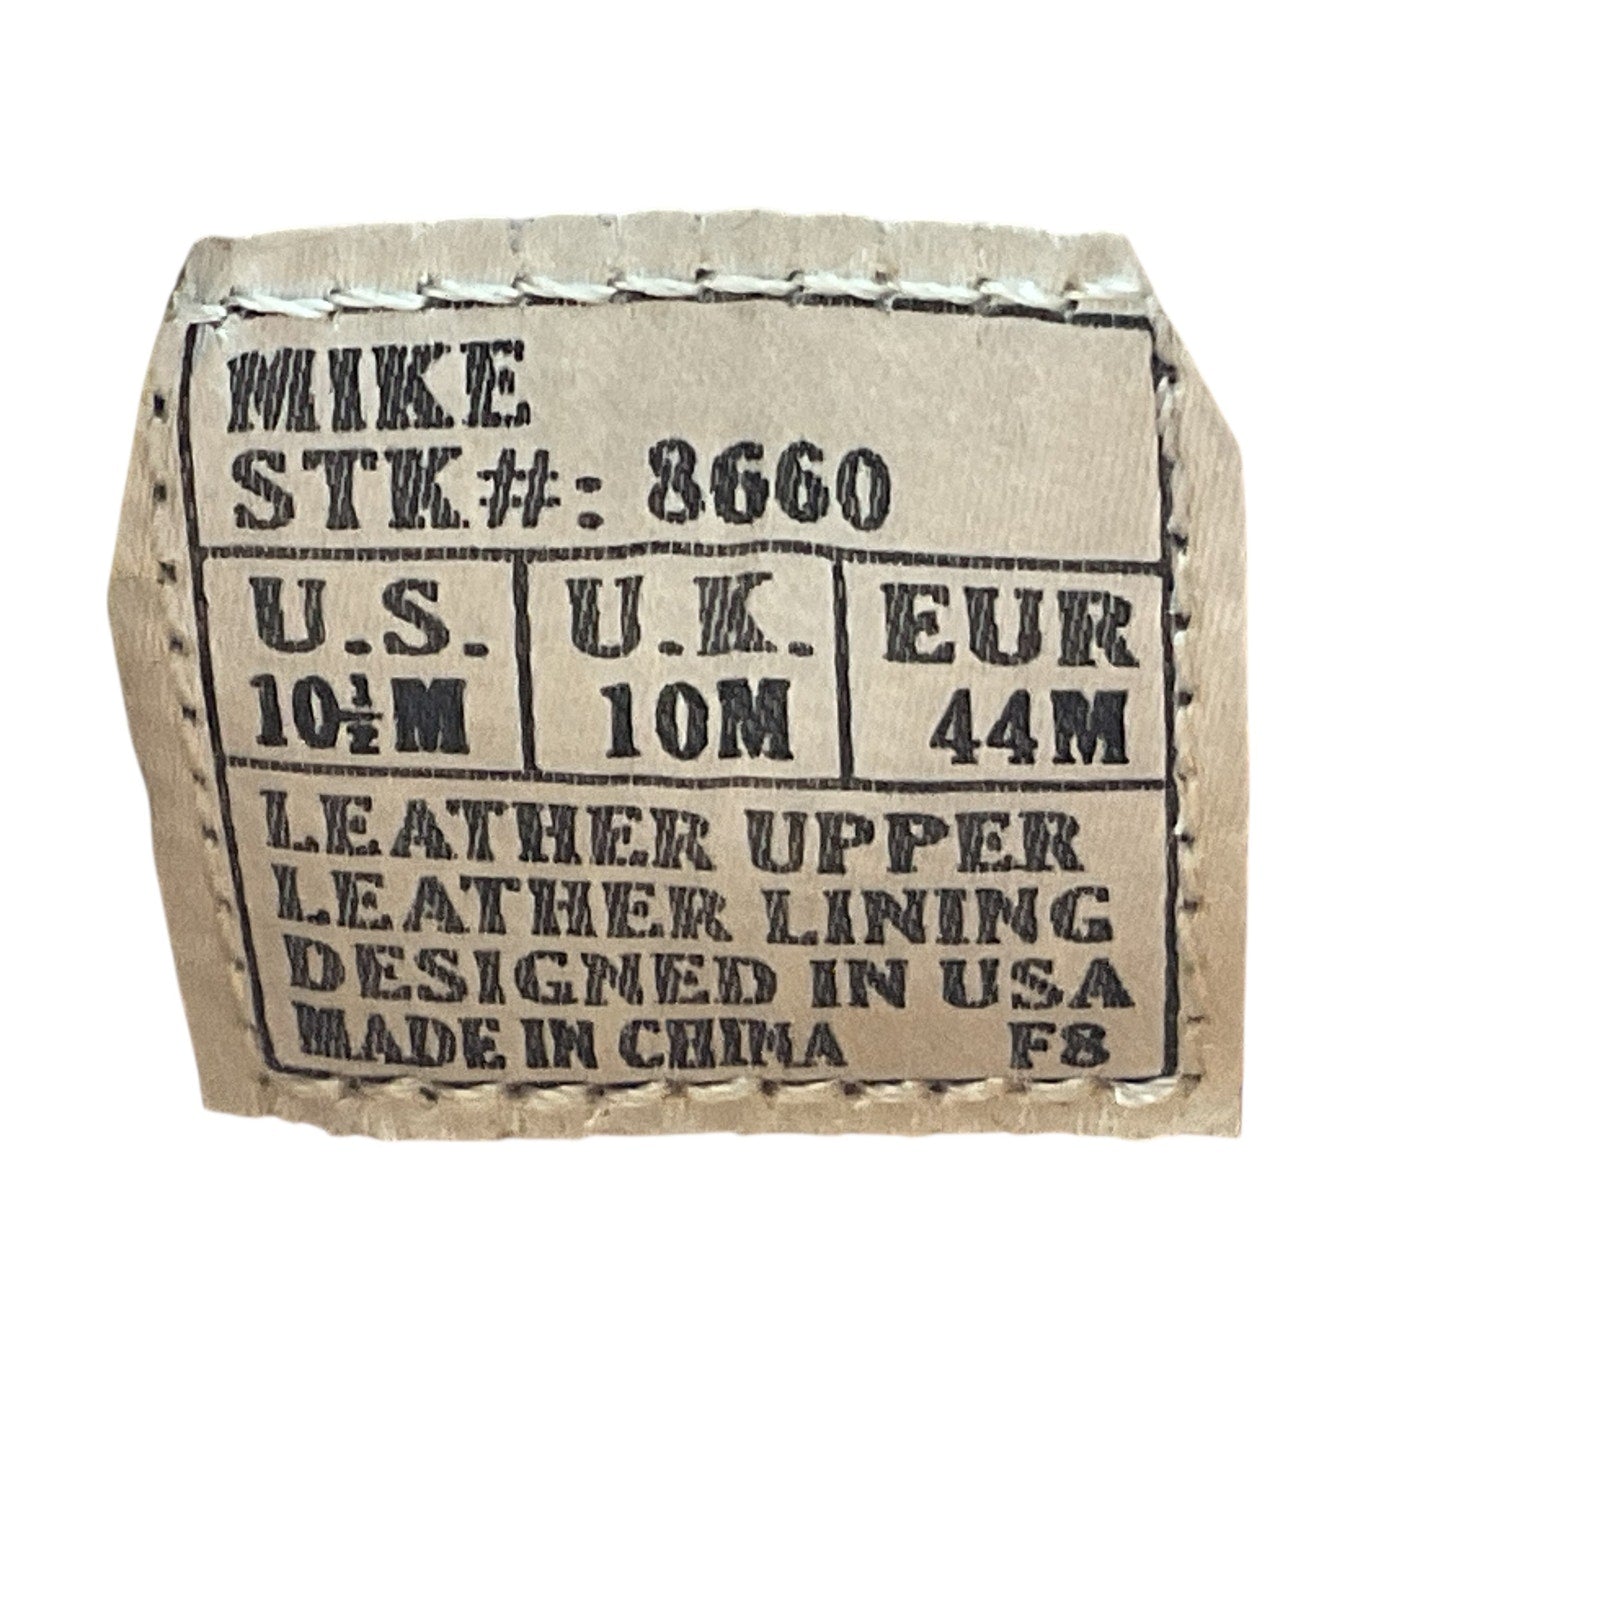 MIKE
STK#: 8660
U.S. U.K. EUR
10½M 10M 44M
LEATHER UPPER
LEATHER LINING
DESIGNED IN USA
MADE IN CHINA F8